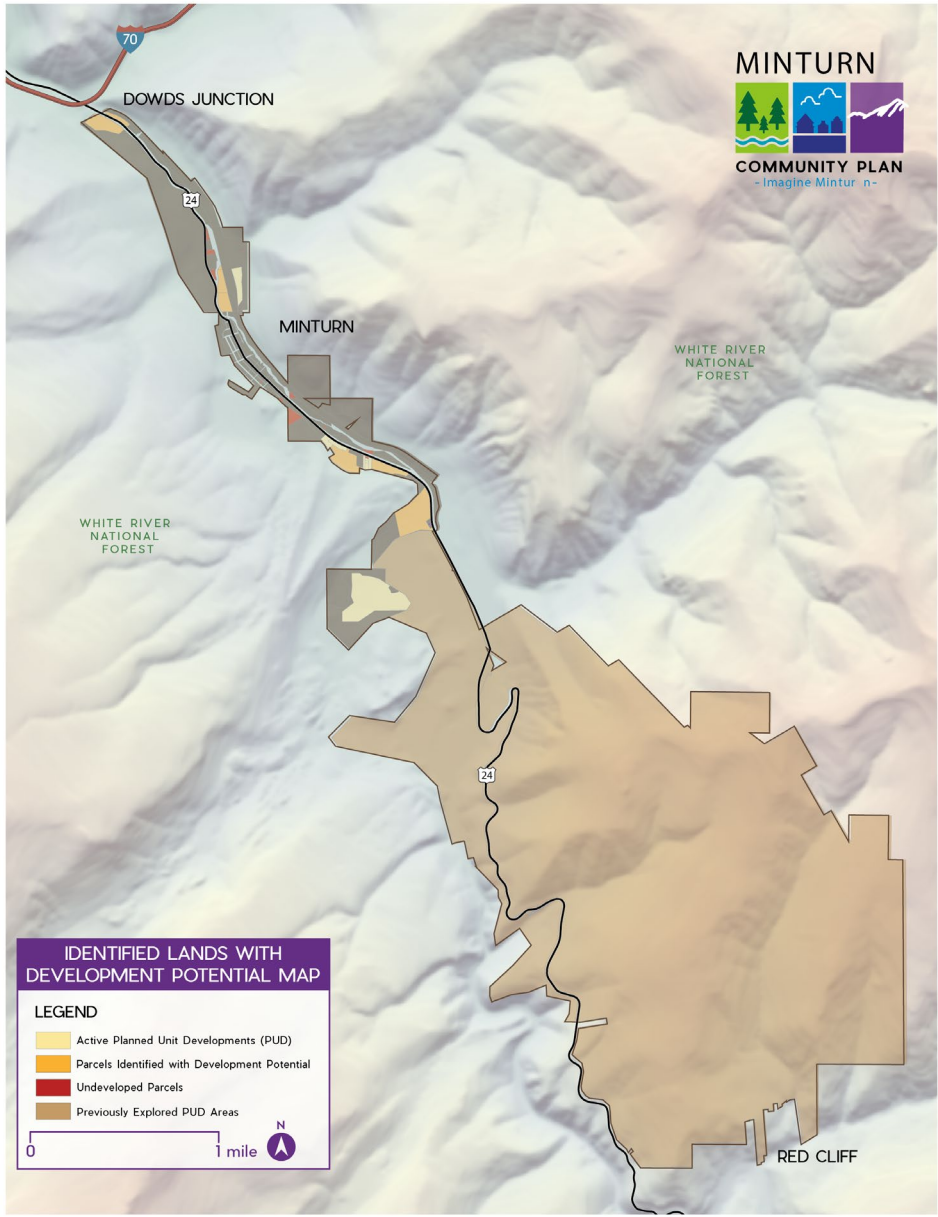 70
DOWDS JUNCTION
MINTURN
COMMUNITY PLAN
- Imagine Mintur n-
24
MINTURN
WHITE RIVER
NATIONAL
FOREST
WHITE RIVER
NATIONAL
FOREST
24
IDENTIFIED LANDS WITH
DEVELOPMENT POTENTIAL MAP
LEGEND
Active Planned Unit Developments (PUD)
Parcels Identified with Development Potential
Undeveloped Parcels
Previously Explored PUD Areas
N
0
1 mile
RED CLIFF